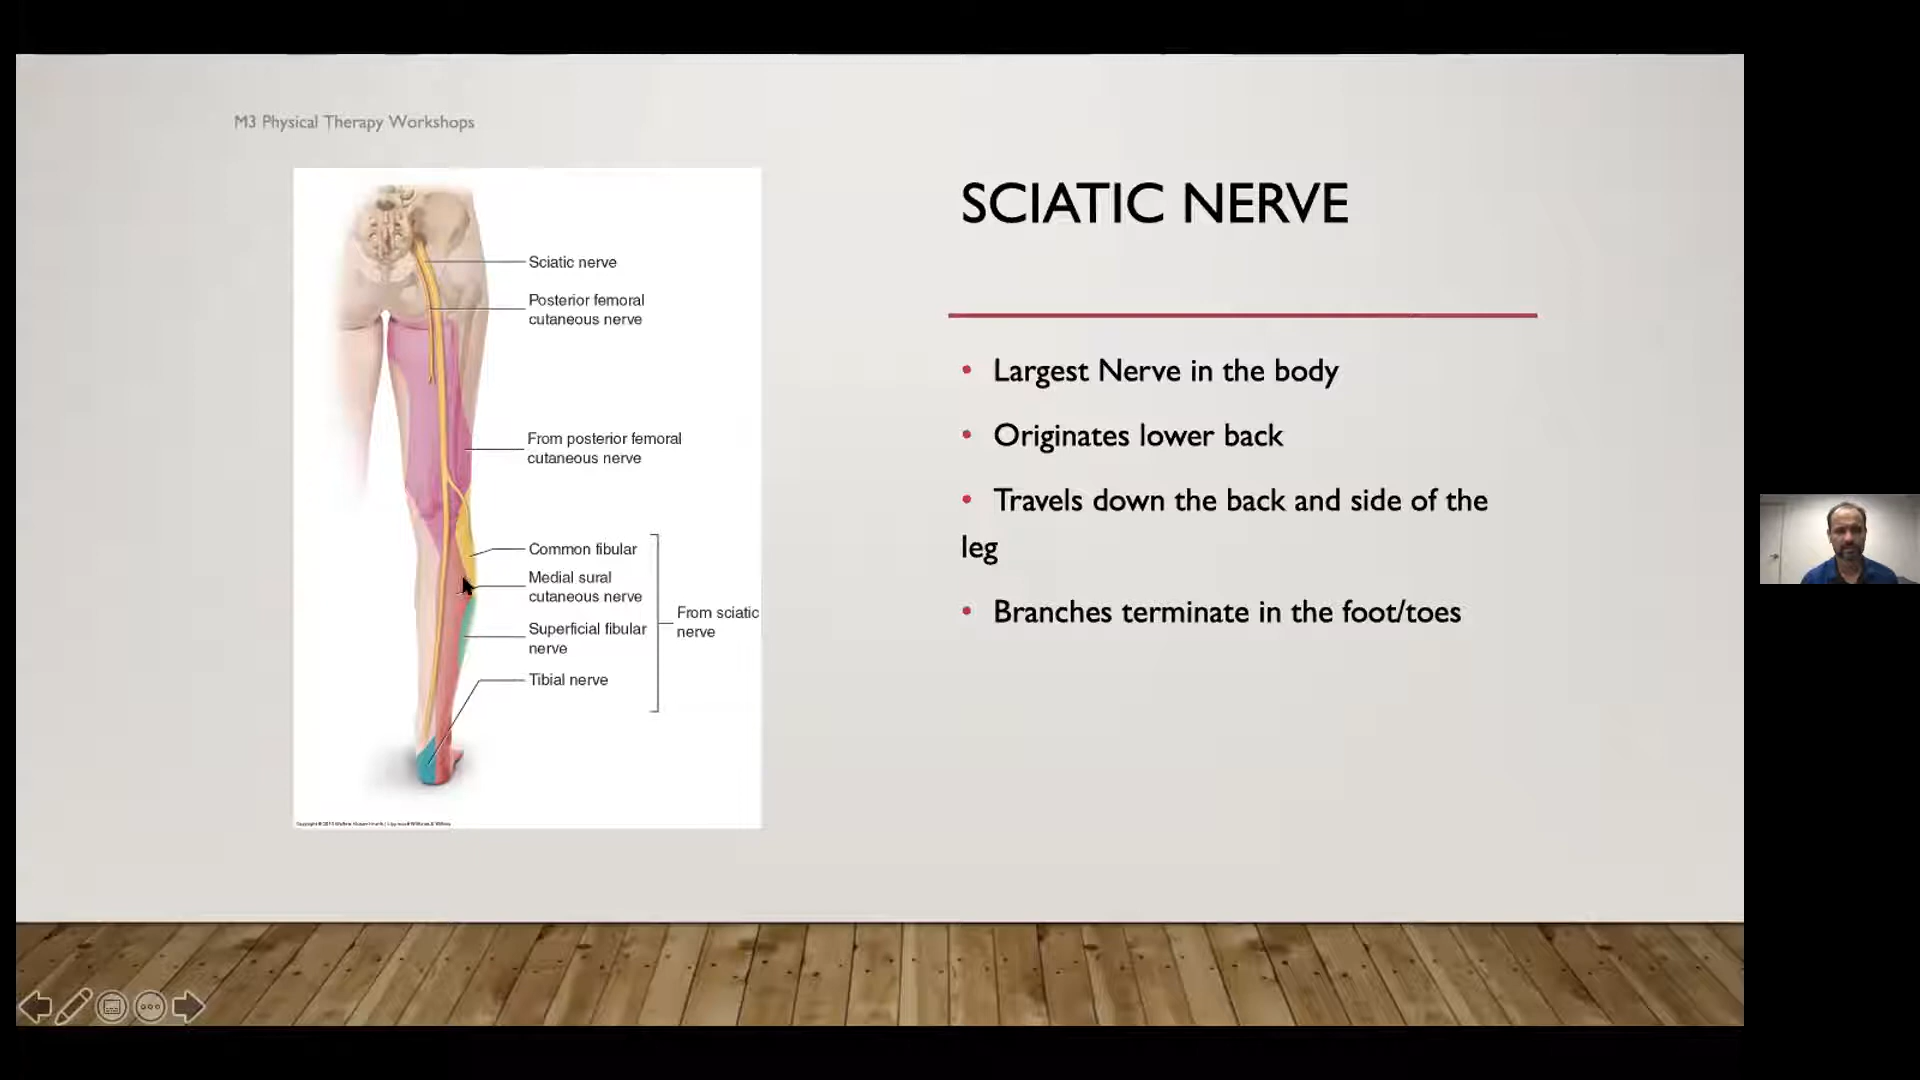 M3 Physical Therapy Workshops
Sciatic nerve
Posterior femoral
cutaneous nerve
From posterior femoral
cutaneous nerve
Common fibular
Medial sural
cutaneous nerve
Superficial fibular
nerve
Tibial nerve
From sciatic
nerve
SCIATIC NERVE
• Largest Nerve in the body
• Originates lower back
• Travels down the back and side of the
leg
• Branches terminate in the foot/toes